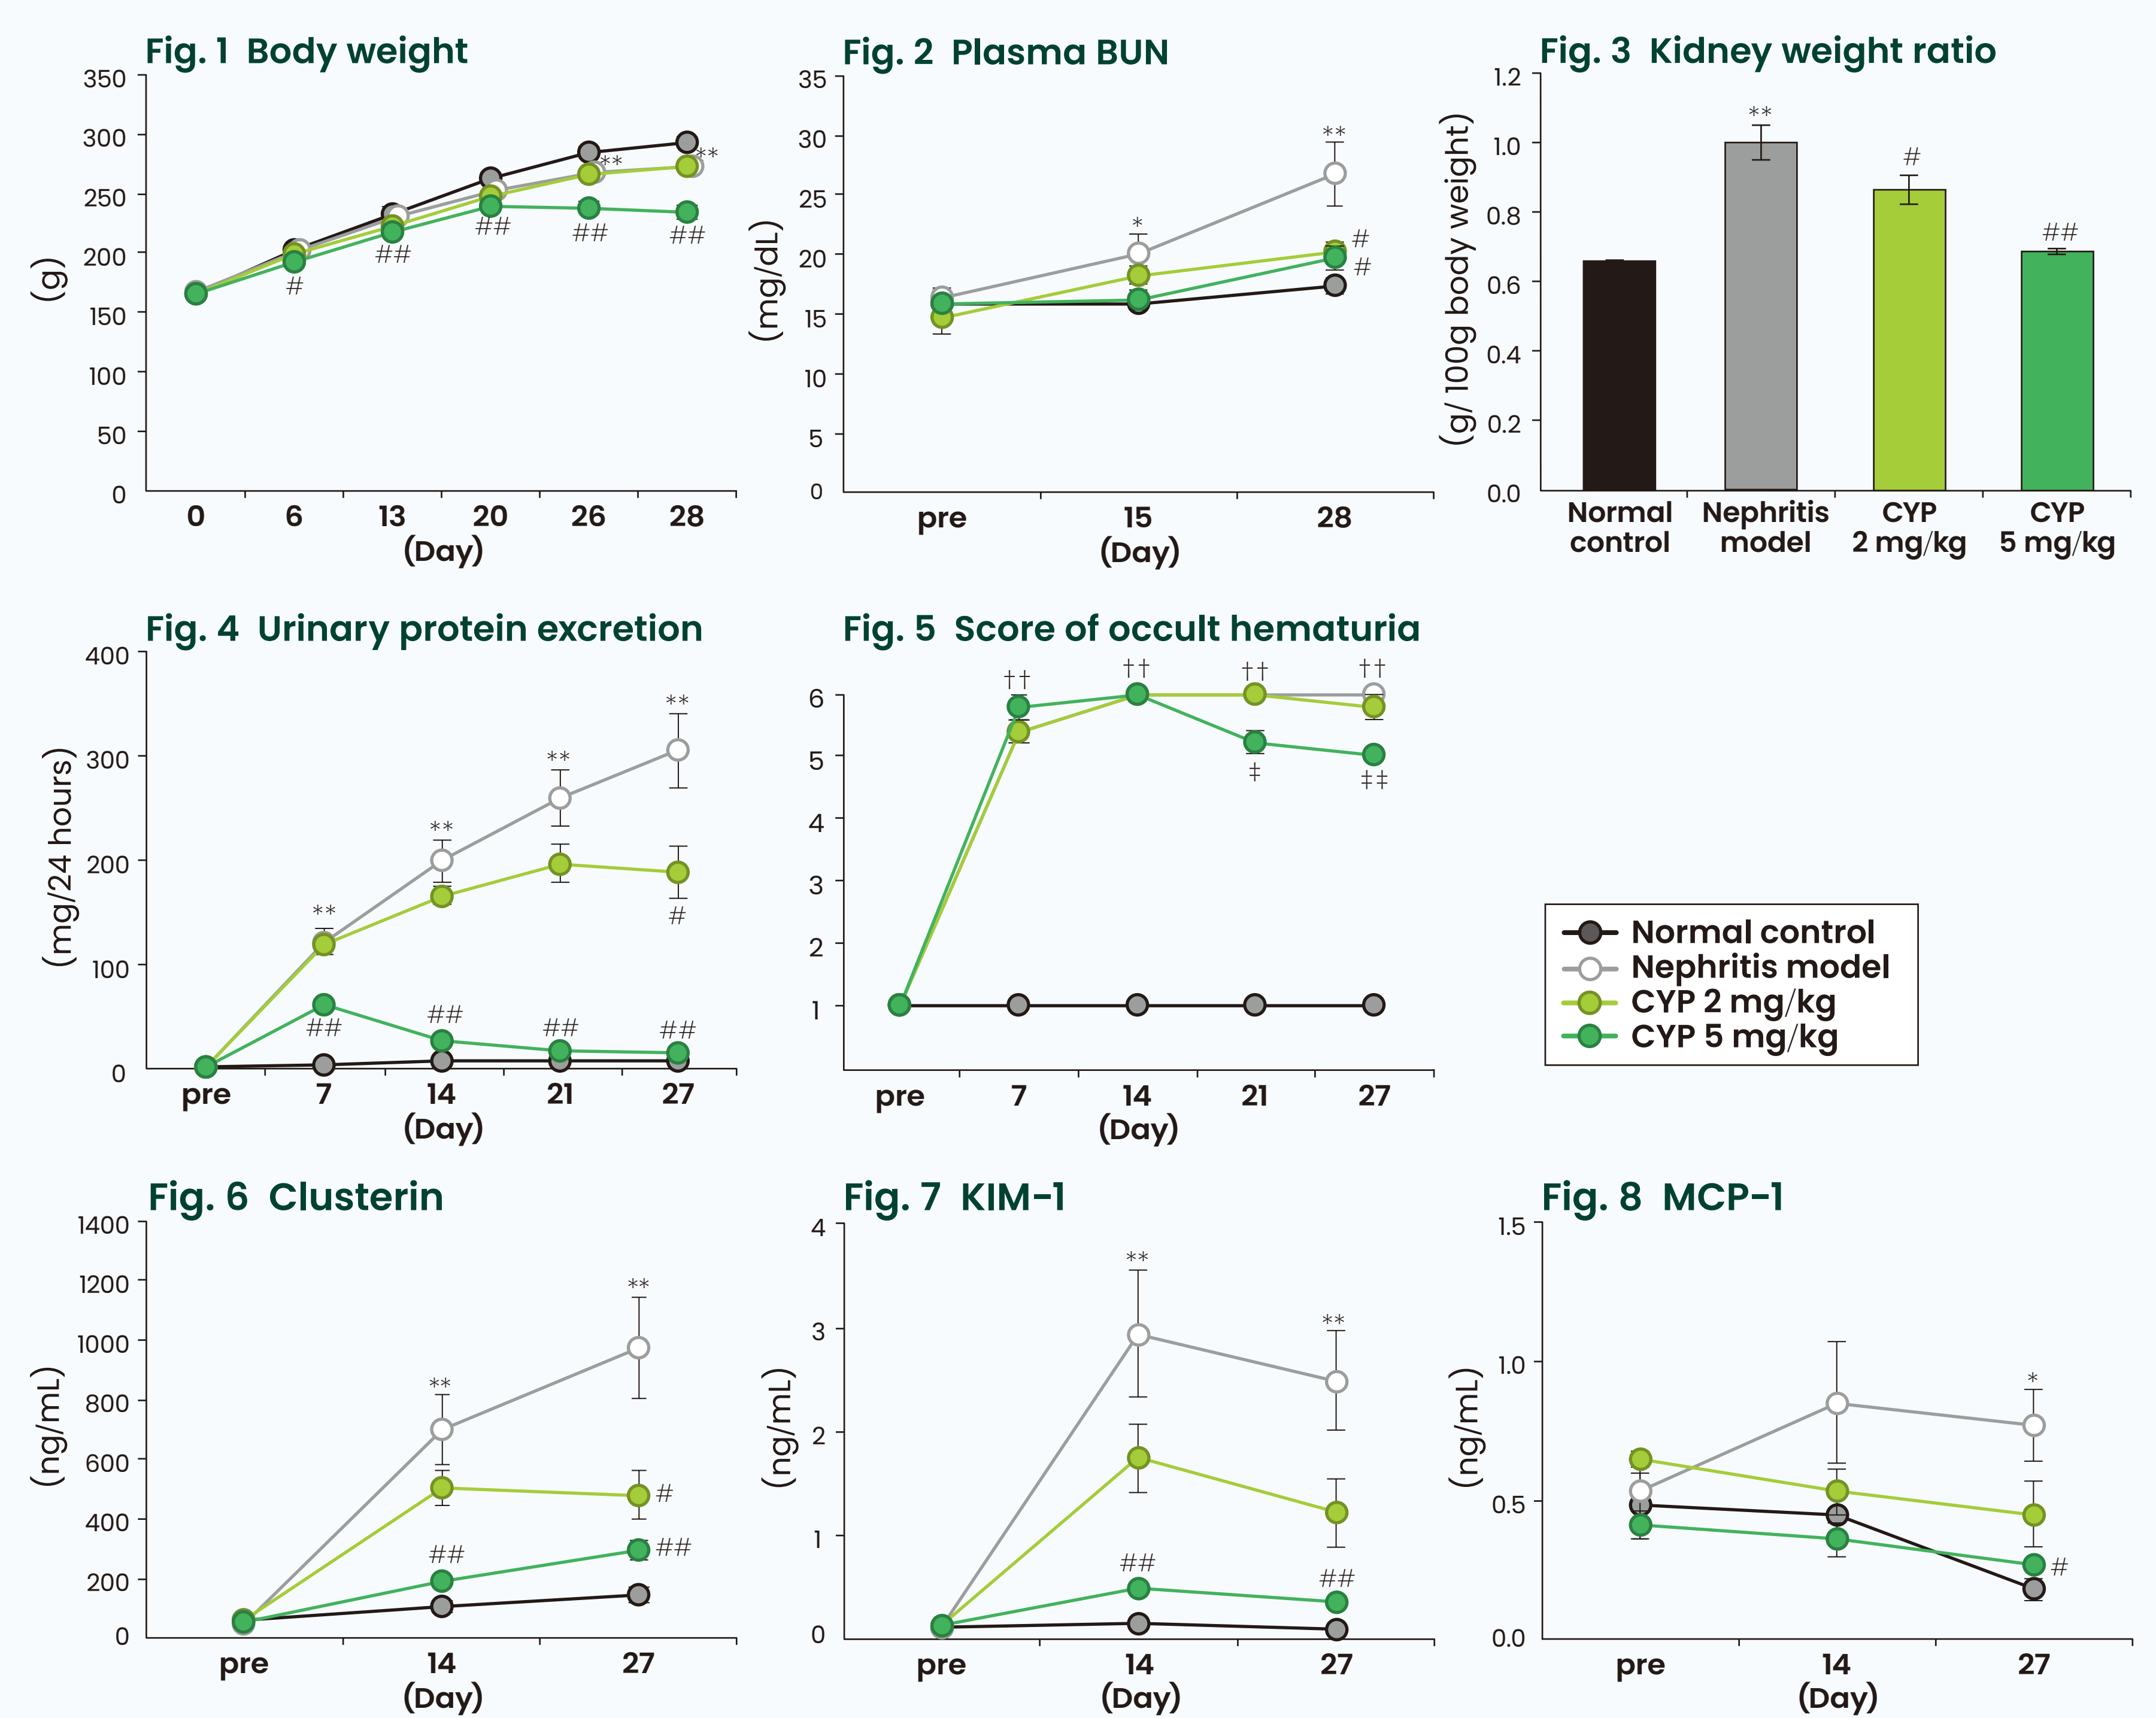 Fig. 1 Body weight
350
300
250
200
150
100
50
0
(g)
**
**
#
##
##
##
##
0 6 13 20 26 28
(Day)
Fig. 2 Plasma BUN
35
30
25
20
15
10
5
0
(mg/dL)
*
**
#
#
pre 15 28
(Day)
Fig. 3 Kidney weight ratio
1.2
1.0
0.8
0.6
0.4
0.2
0.0
(g/ 100g body weight)
**
#
##
Normal control
Nephritis model
CYP 2 mg/kg
CYP 5 mg/kg
Fig. 4 Urinary protein excretion
400
300
200
100
0
(mg/24 hours)
**
**
**
**
#
##
##
##
##
pre 7 14 21 27
(Day)
Fig. 5 Score of occult hematuria
6
5
4
3
2
1
††
††
††
††
‡
‡‡
pre 7 14 21 27
(Day)
Normal control
Nephritis model
CYP 2 mg/kg
CYP 5 mg/kg
Fig. 6 Clusterin
1400
1200
1000
800
600
400
200
0
(ng/mL)
**
**
#
##
##
pre 14 27
(Day)
Fig. 7 KIM-1
4
3
2
1
0
(ng/mL)
**
**
##
##
pre 14 27
(Day)
Fig. 8 MCP-1
1.5
1.0
0.5
0.0
(ng/mL)
*
#
pre 14 27
(Day)